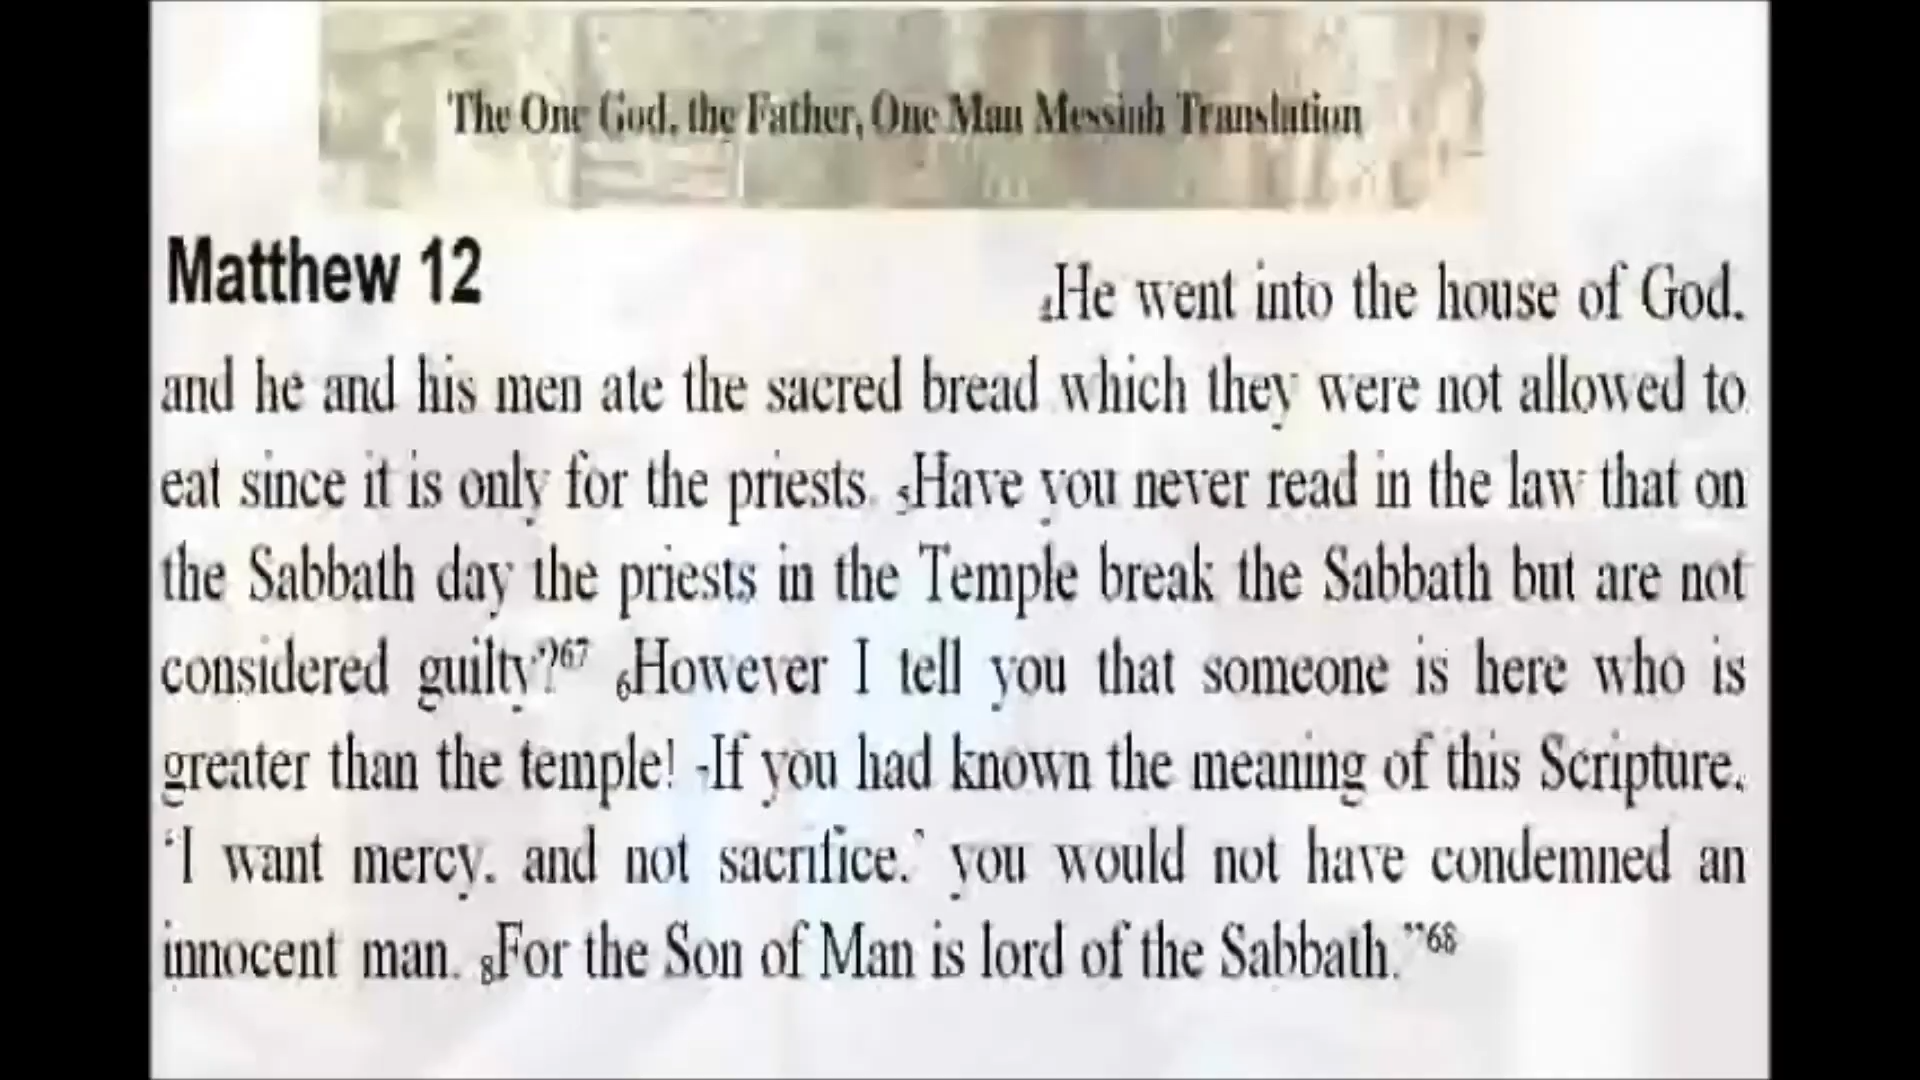 The One God, the Father, One Man Messiah Translation
Matthew 12
4He went into the house of God,
and he and his men ate the sacred bread which they were not allowed to
eat since it is only for the priests. 5Have you never read in the law that on
the Sabbath day the priests in the Temple break the Sabbath but are not
considered guilty?67 6However I tell you that someone is here who is
greater than the temple! 7If you had known the meaning of this Scripture,
‘I want mercy, and not sacrifice,’ you would not have condemned an
innocent man. 8For the Son of Man is lord of the Sabbath.”68